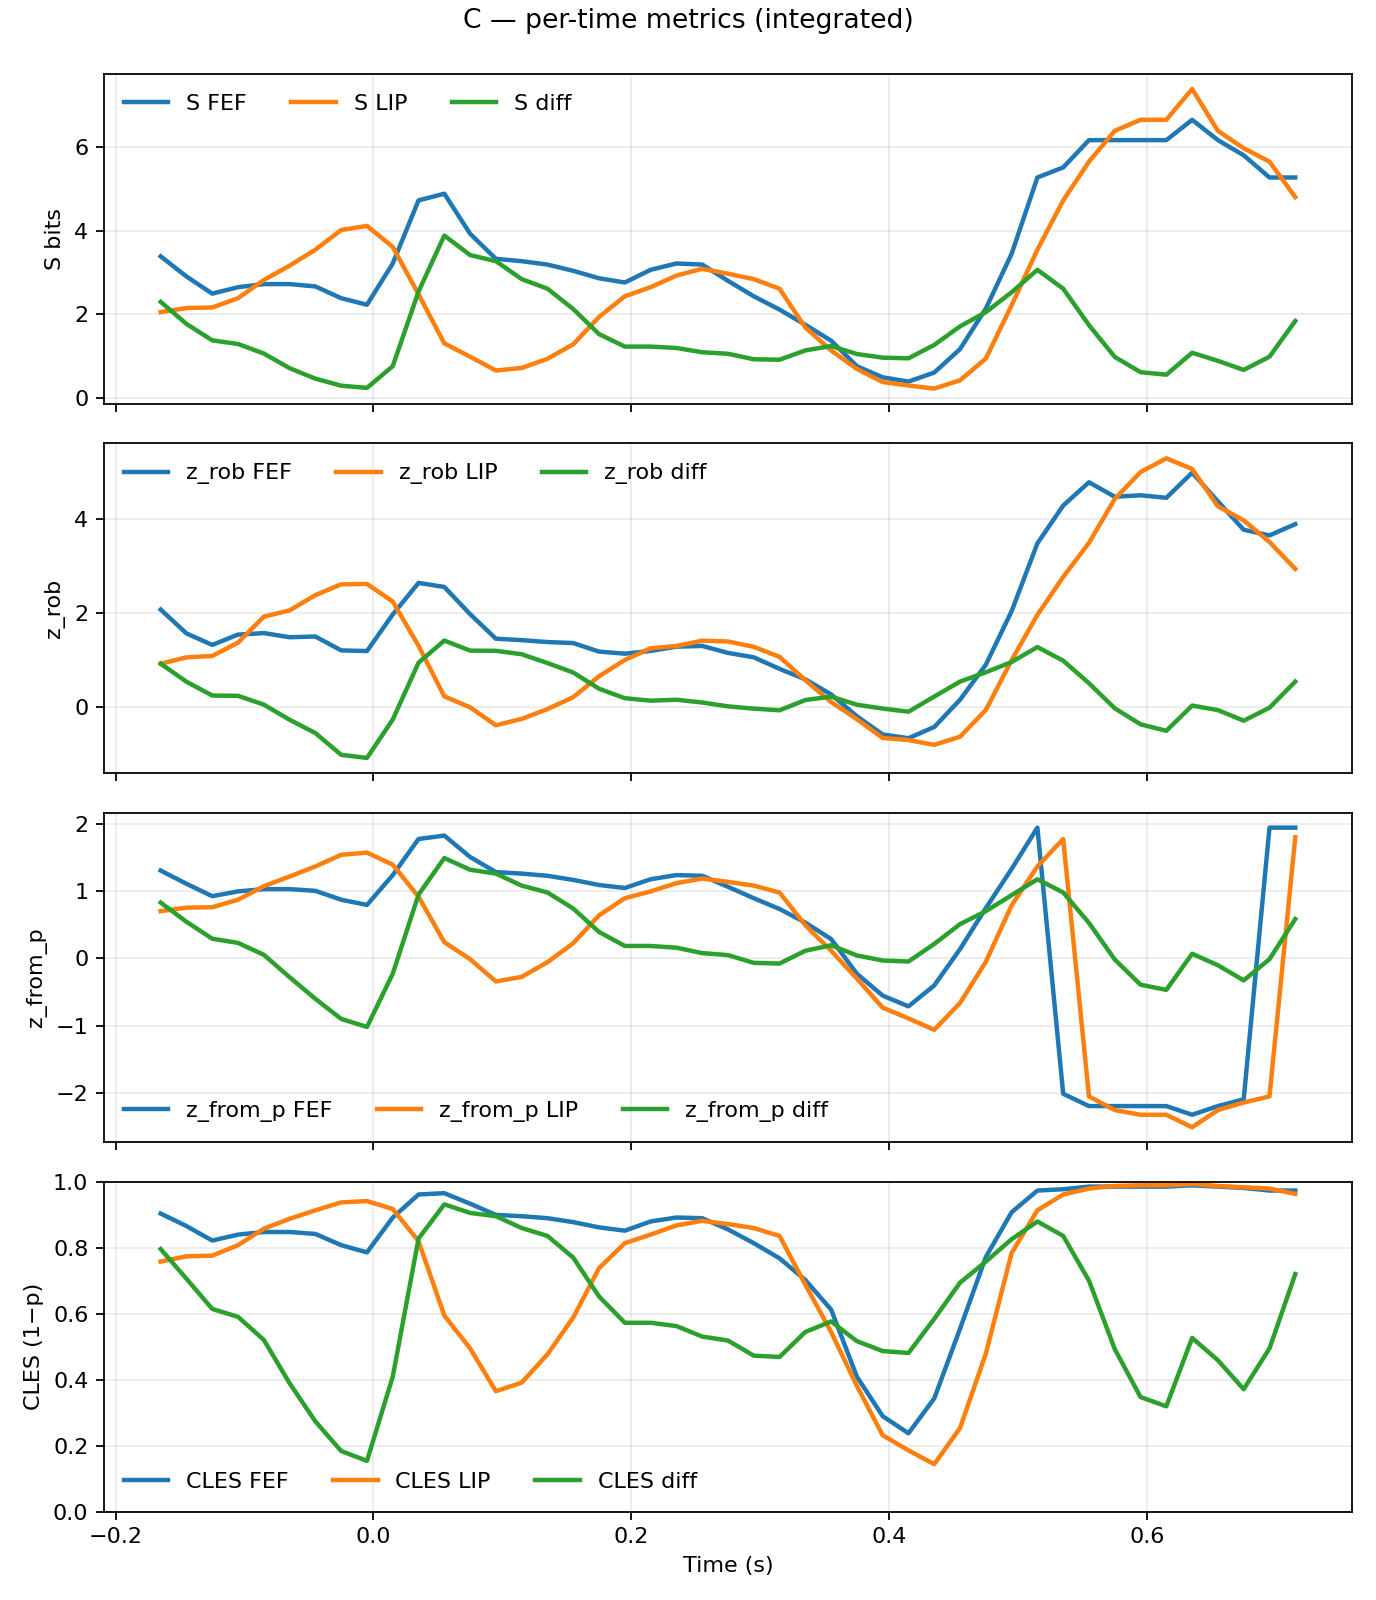 C — per-time metrics (integrated)
S FEF S LIP S diff
6
4
2
0
S bits
z_rob FEF z_rob LIP z_rob diff
4
2
0
z_rob
2
1
0
−1
−2
z_from_p
z_from_p FEF z_from_p LIP z_from_p diff
1.0
0.8
0.6
0.4
0.2
0.0
CLES (1−p)
CLES FEF CLES LIP CLES diff
−0.2 0.0 0.2 0.4 0.6
Time (s)